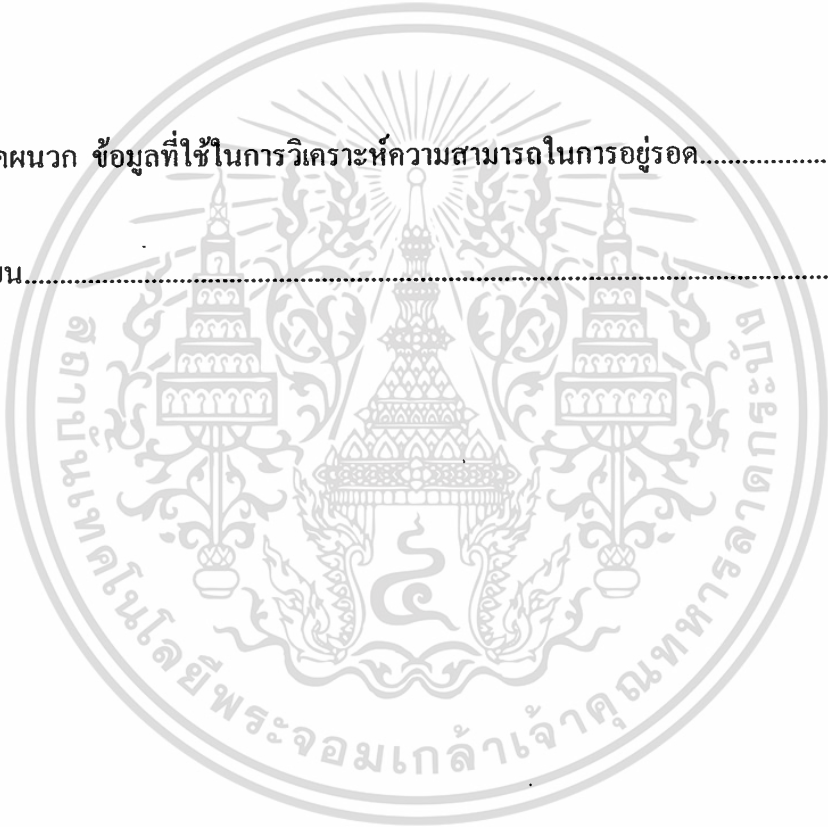 ผนวก ข้อมูลที่ใช้ในการวิเคราะห์ความสามารถในการอยู่รอด..................
....................................................................................................
สถาบันเทคโนโลยีพระจอมเกล้าเจ้าคุณทหารลาดกระบัง
๔